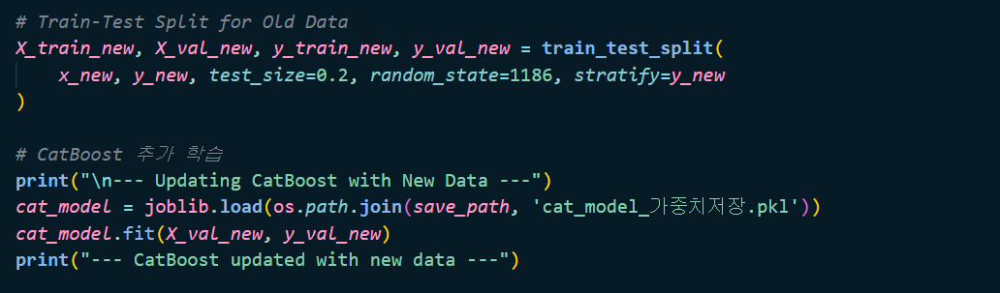 # Train-Test Split for Old Data
X_train_new, X_val_new, y_train_new, y_val_new = train_test_split(
    x_new, y_new, test_size=0.2, random_state=1186, stratify=y_new
)
# CatBoost 추가 학습
print("\n--- Updating CatBoost with New Data ---")
cat_model = joblib.load(os.path.join(save_path, 'cat_model_가중치저장.pkl'))
cat_model.fit(X_val_new, y_val_new)
print("--- CatBoost updated with new data ---")